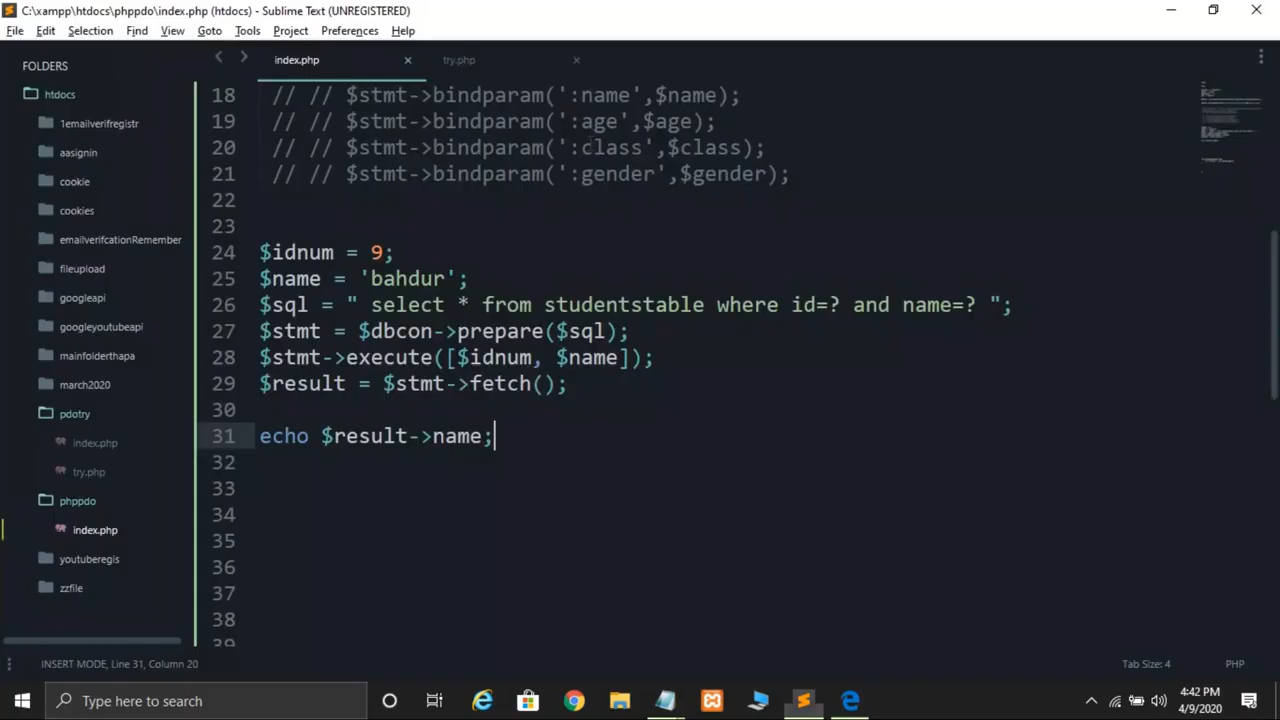 C:\xampp\htdocs\phppdo\index.php (htdocs) - Sublime Text (UNREGISTERED)
File Edit Selection Find View Goto Tools Project Preferences Help
FOLDERS
htdocs
1emailverifregistr
aasignin
cookie
cookies
emailverifcationRemember
fileupload
googleapi
googleyoutubeapi
mainfolderthapa
march2020
pdotry
index.php
try.php
phppdo
index.php
youtuberegis
zzfile
index.php try.php
18 // // $stmt->bindparam(':name',$name);
19 // // $stmt->bindparam(':age',$age);
20 // // $stmt->bindparam(':class',$class);
21 // // $stmt->bindparam(':gender',$gender);
22
23
24 $idnum = 9;
25 $name = 'bahdur';
26 $sql = " select * from studentstable where id=? and name=? ";
27 $stmt = $dbcon->prepare($sql);
28 $stmt->execute([$idnum, $name]);
29 $result = $stmt->fetch();
30
31 echo $result->name;
32
33
34
35
36
37
38
39
INSERT MODE, Line 31, Column 20 Tab Size: 4 PHP
Type here to search
4:42 PM
4/9/2020